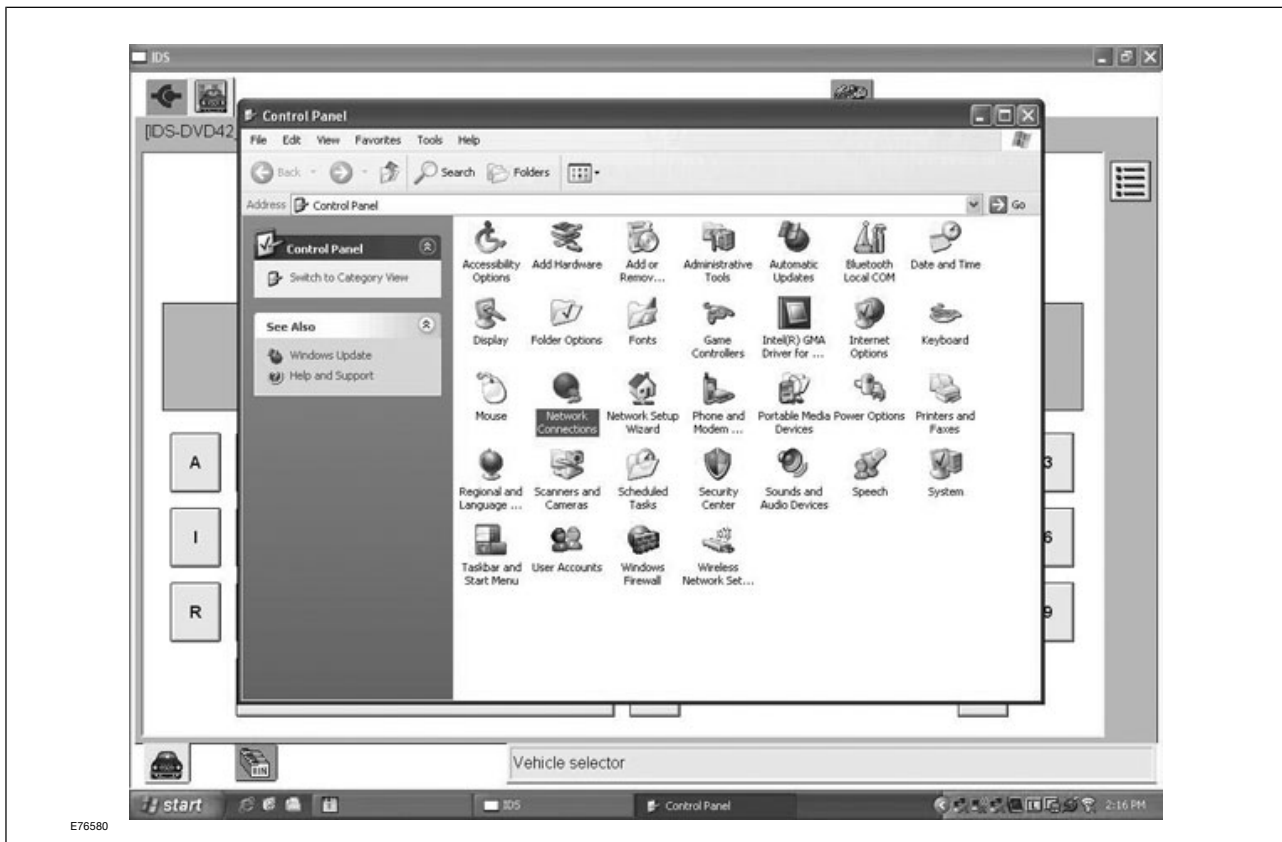 IDS
[IDS-DVD42
Control Panel
File Edit View Favorites Tools Help
Back Search Folders
Address Control Panel Go
Control Panel
Switch to Category View
See Also
Windows Update
Help and Support
Accessibility Options
Add Hardware
Add or Remov...
Administrative Tools
Automatic Updates
Bluetooth Local COM
Date and Time
Display
Folder Options
Fonts
Game Controllers
Intel(R) GMA Driver for ...
Internet Options
Keyboard
Mouse
Network Connections
Network Setup Wizard
Phone and Modem ...
Portable Media Devices
Power Options
Printers and Faxes
Regional and Language ...
Scanners and Cameras
Scheduled Tasks
Security Center
Sounds and Audio Devices
Speech
System
Taskbar and Start Menu
User Accounts
Windows Firewall
Wireless Network Set...
A
3
I
6
R
9
VIN
Vehicle selector
start
IDS
Control Panel
2:16 PM
E76580